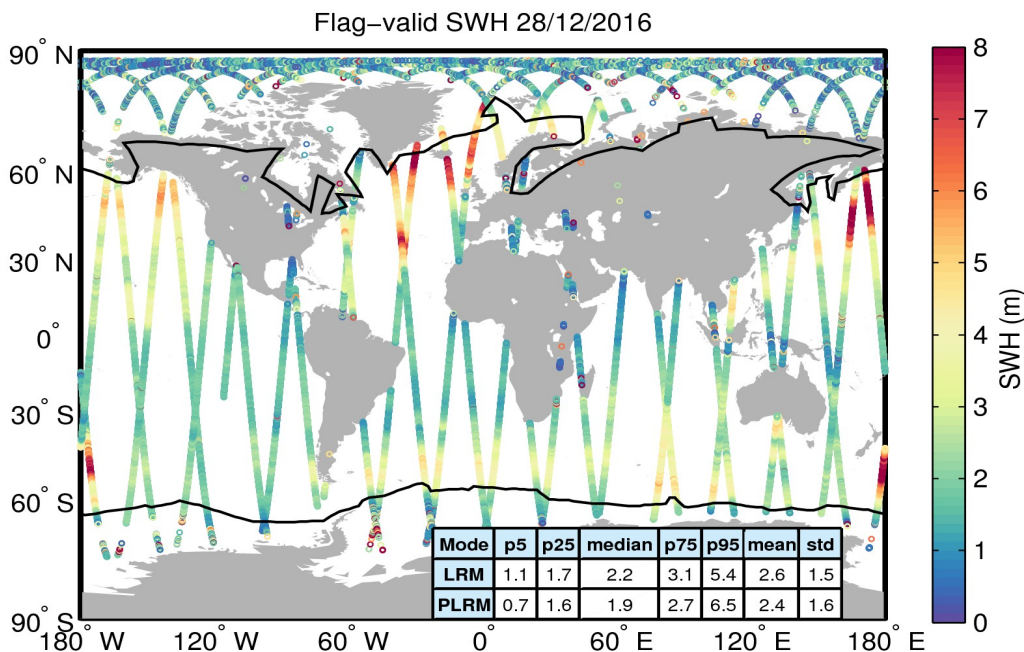 Flag−valid SWH 28/12/2016
90° N
60° N
30° N
0°
30° S
60° S
90° S
180° W
120° W
60° W
0°
60° E
120° E
180° E
8
7
6
5
4
3
2
1
0
SWH (m)
Mode p5 p25 median p75 p95 mean std
LRM 1.1 1.7 2.2 3.1 5.4 2.6 1.5
PLRM 0.7 1.6 1.9 2.7 6.5 2.4 1.6